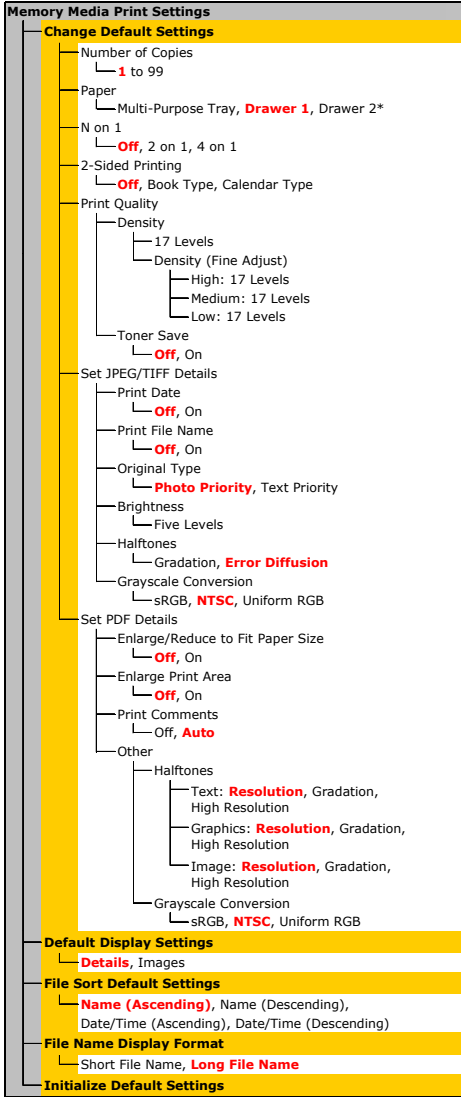 Memory Media Print Settings
Change Default Settings
Number of Copies
1 to 99
Paper
Multi-Purpose Tray, Drawer 1, Drawer 2*
N on 1
Off, 2 on 1, 4 on 1
2-Sided Printing
Off, Book Type, Calendar Type
Print Quality
Density
17 Levels
Density (Fine Adjust)
High: 17 Levels
Medium: 17 Levels
Low: 17 Levels
Toner Save
Off, On
Set JPEG/TIFF Details
Print Date
Off, On
Print File Name
Off, On
Original Type
Photo Priority, Text Priority
Brightness
Five Levels
Halftones
Gradation, Error Diffusion
Grayscale Conversion
sRGB, NTSC, Uniform RGB
Set PDF Details
Enlarge/Reduce to Fit Paper Size
Off, On
Enlarge Print Area
Off, On
Print Comments
Off, Auto
Other
Halftones
Text: Resolution, Gradation,
High Resolution
Graphics: Resolution, Gradation,
High Resolution
Image: Resolution, Gradation,
High Resolution
Grayscale Conversion
sRGB, NTSC, Uniform RGB
Default Display Settings
Details, Images
File Sort Default Settings
Name (Ascending), Name (Descending),
Date/Time (Ascending), Date/Time (Descending)
File Name Display Format
Short File Name, Long File Name
Initialize Default Settings